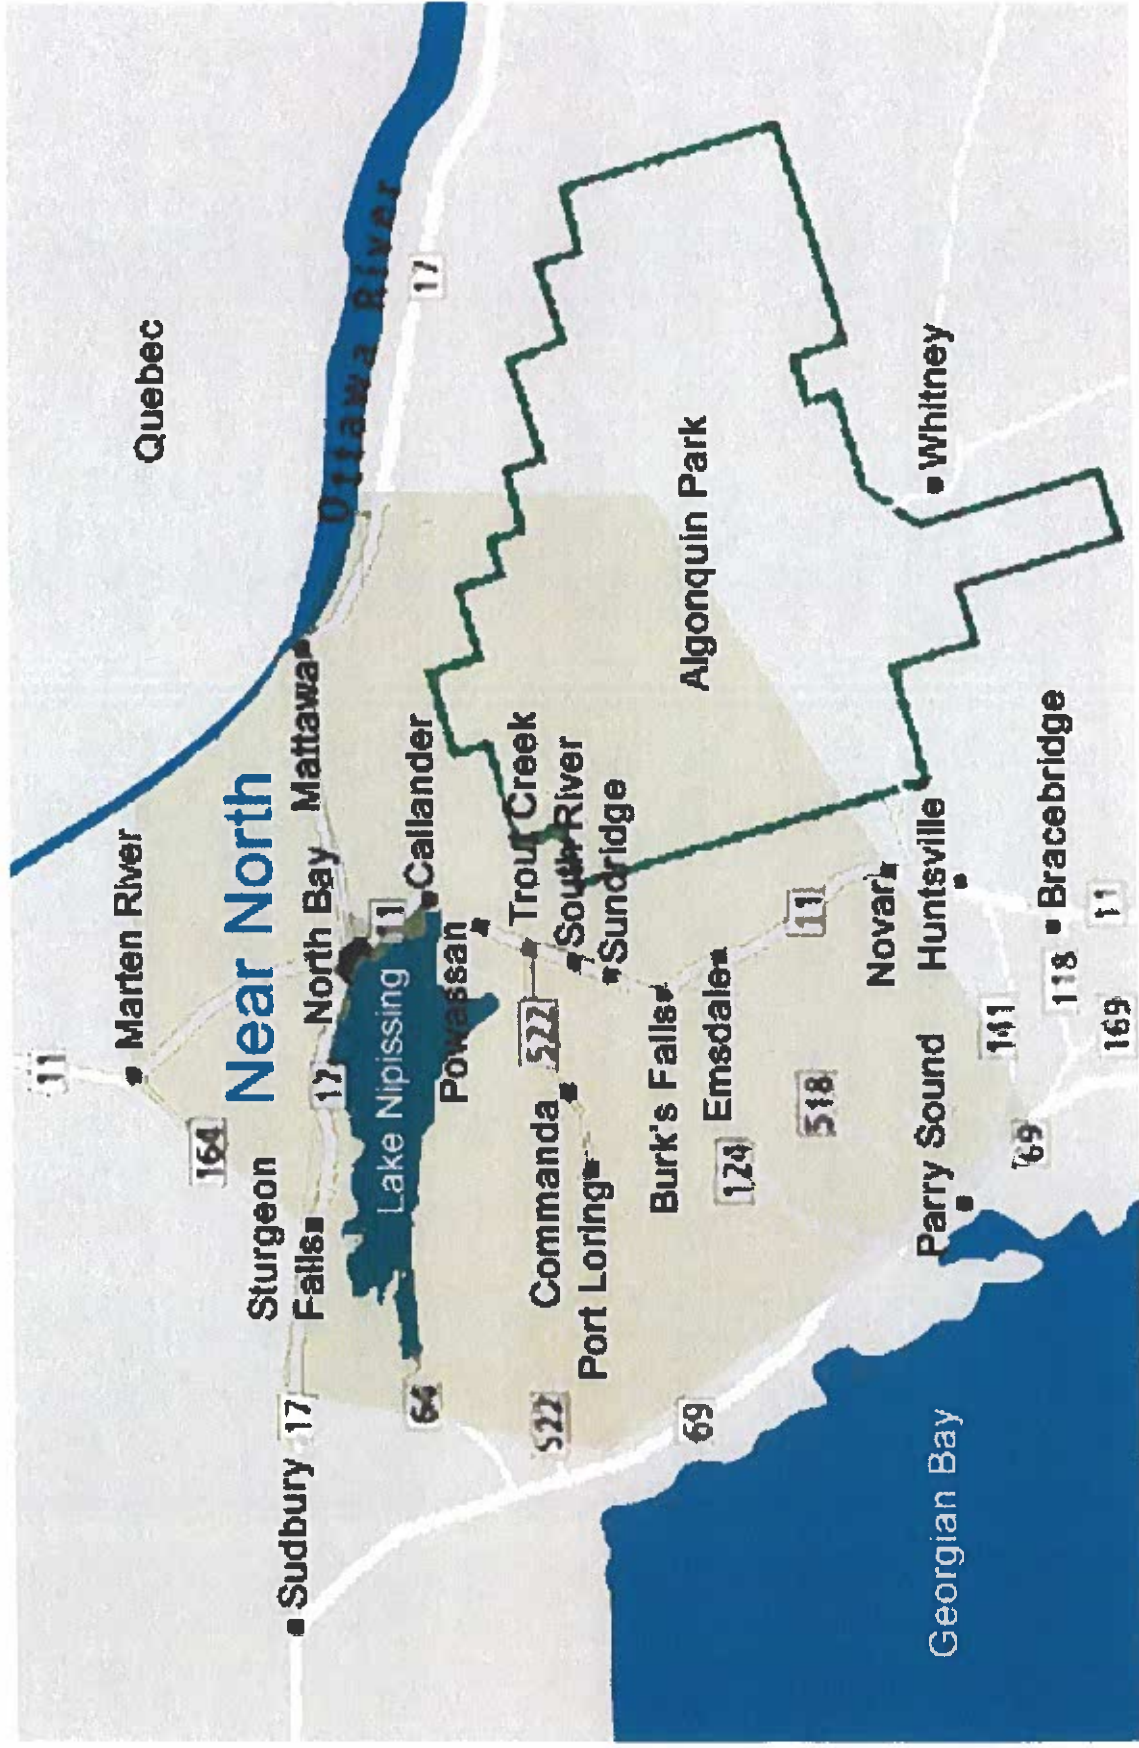 11
Marten River
Quebec
164
Near North
Sturgeon
Falls
Sudbury
17
17
North Bay
Mattawa
Ottawa River
17
Lake Nipissing
11
Callander
64
Powassan
522
522
Trout Creek
Commanda
South River
Port Loring
Sundridge
Burk's Falls
69
Emsdale
124
Algonquin Park
518
11
Novar
Parry Sound
Huntsville
Whitney
Georgian Bay
141
69
118
Bracebridge
169
11